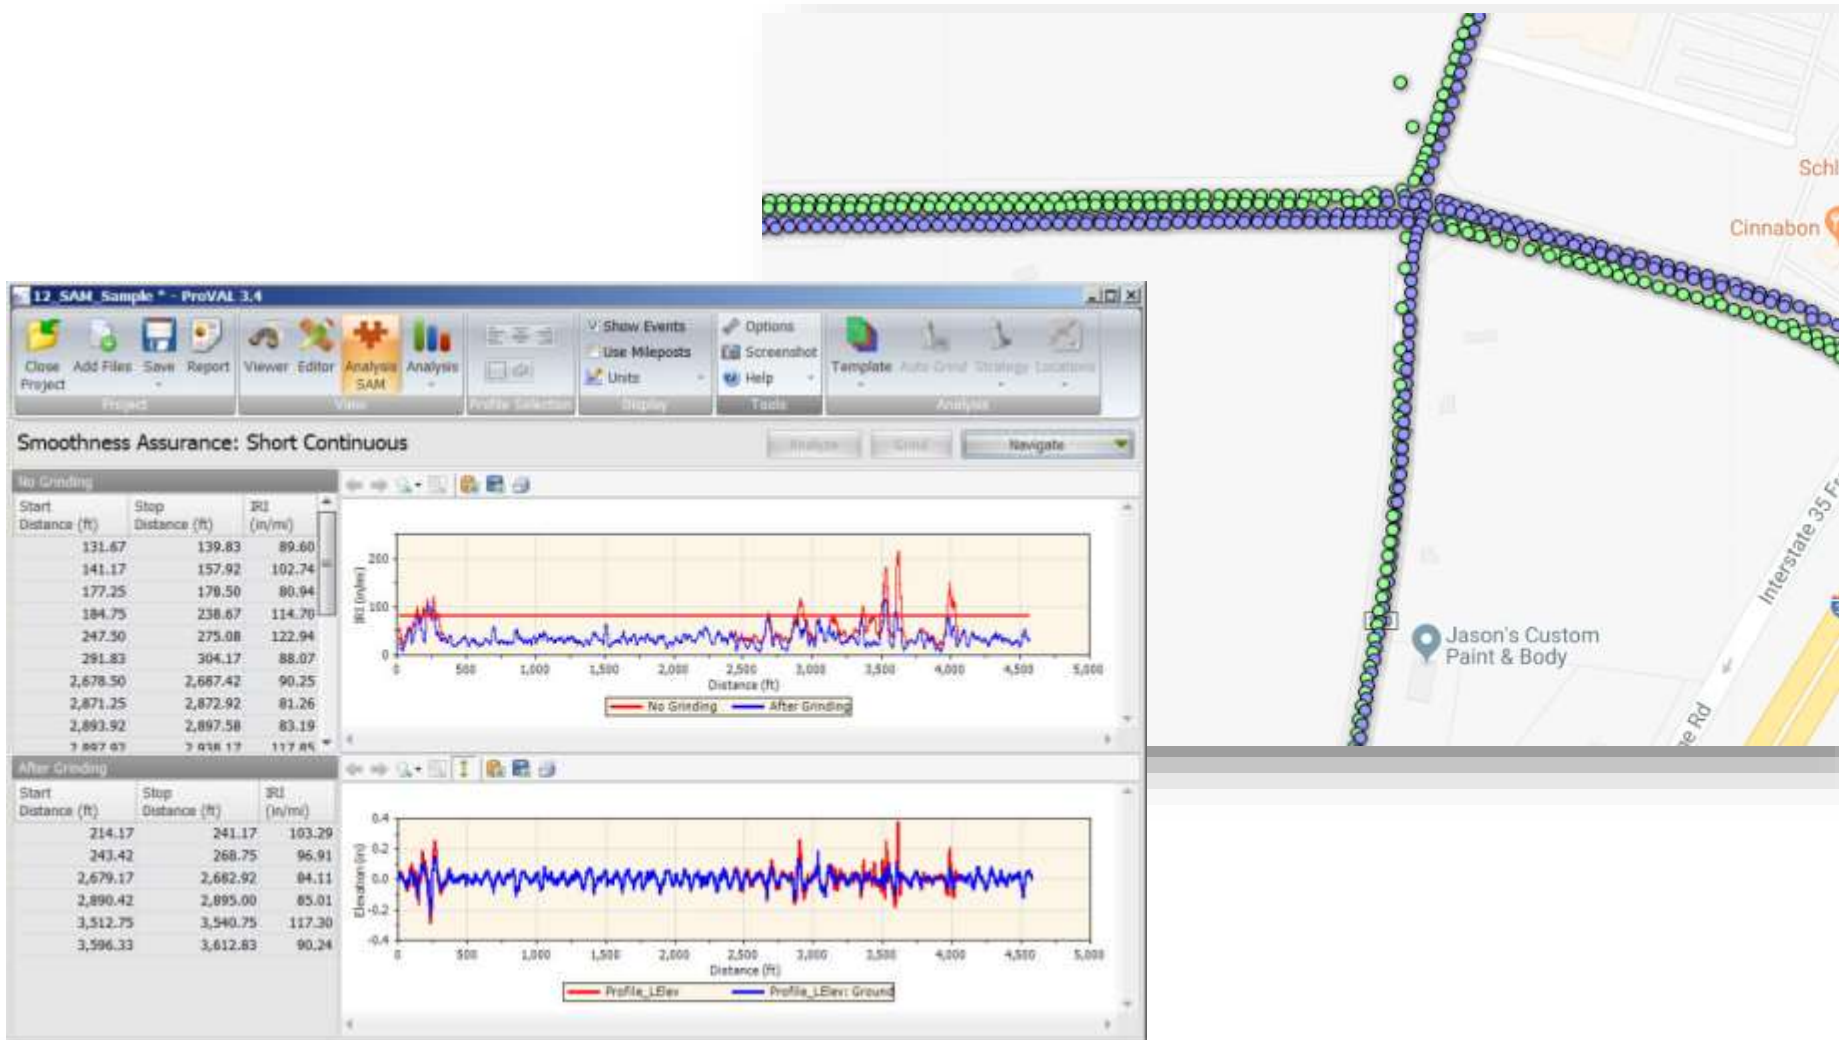 Schl
Cinnabon
Interstate 35 Fr
e Rd
Jason's Custom
Paint & Body
12_SAM_Sample * - ProVAL 3.4
Close Project
Add Files
Save
Report
Viewer
Editor
Analysis SAM
Analysis
Show Events
Use Mileposts
Units
Options
Screenshot
Help
Template
Auto Grind
Strategy
Locations
Project
View
Profile Selection
Display
Tools
Analysis
Smoothness Assurance: Short Continuous
Analyze
Grind
Navigate
No Grinding
Start Distance (ft) Stop Distance (ft) IRI (in/mi)
131.67 139.83 89.60
141.17 157.92 102.74
177.25 178.50 80.94
184.75 238.67 114.70
247.50 275.08 122.94
291.83 304.17 88.07
2,678.50 2,687.42 90.25
2,871.25 2,872.92 81.26
2,893.92 2,897.58 83.19
2,897.92 2,938.17 117.85
IRI (in/mi)
200
100
0
0 500 1,000 1,500 2,000 2,500 3,000 3,500 4,000 4,500 5,000
Distance (ft)
No Grinding After Grinding
After Grinding
Start Distance (ft) Stop Distance (ft) IRI (in/mi)
214.17 241.17 103.29
243.42 268.75 96.91
2,679.17 2,682.92 84.11
2,890.42 2,895.00 85.01
3,512.75 3,540.75 117.30
3,596.33 3,612.83 90.24
Elevation (in)
0.4
0.2
0.0
-0.2
-0.4
0 500 1,000 1,500 2,000 2,500 3,000 3,500 4,000 4,500 5,000
Distance (ft)
Profile_LElev Profile_LElev: Ground